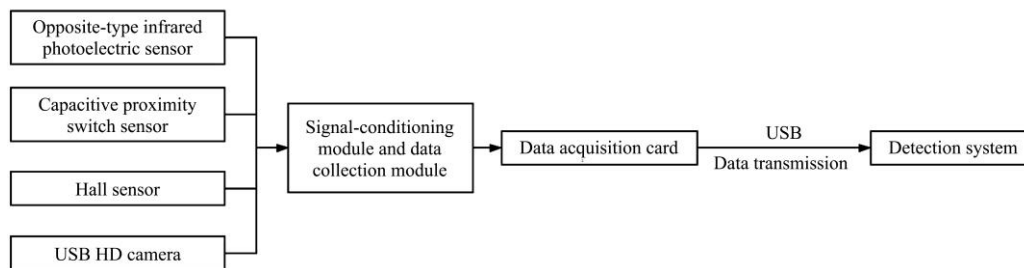 Opposite-type infrared
photoelectric sensor
Capacitive proximity
switch sensor
Hall sensor
USB HD camera
Signal-conditioning
module and data
collection module
Data acquisition card
USB
Data transmission
Detection system